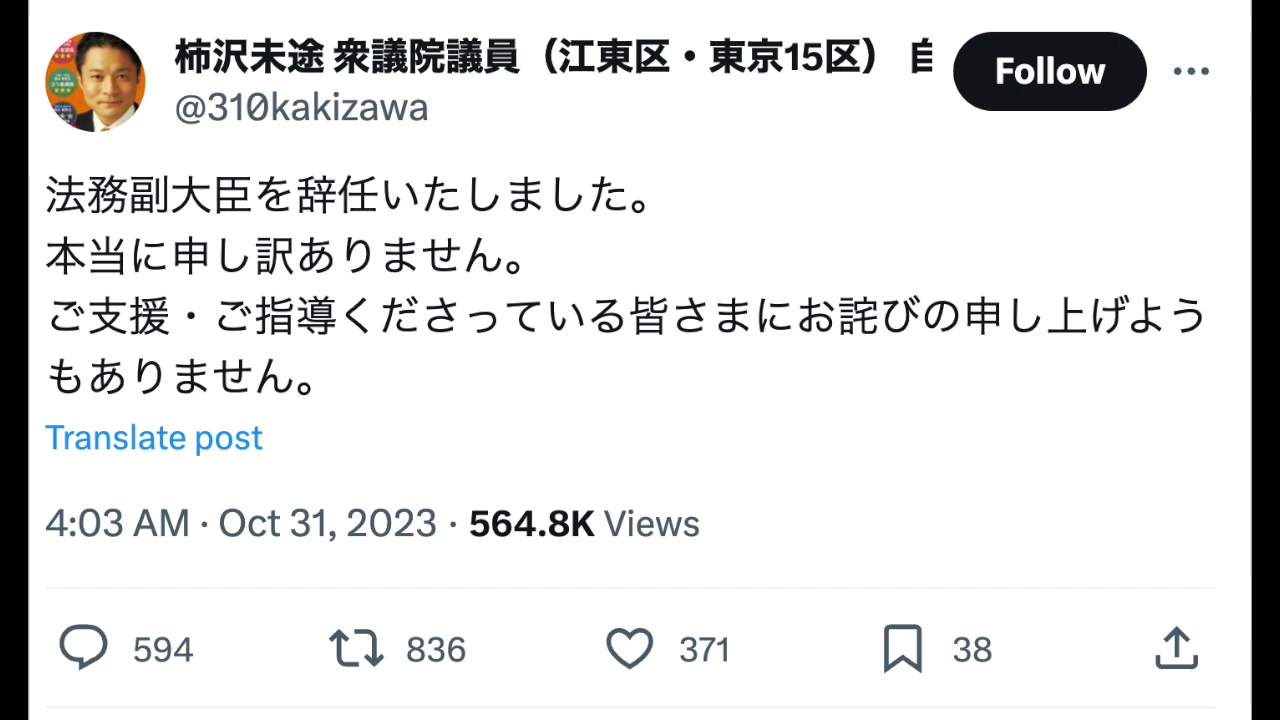 柿沢未途 衆議院議員（江東区・東京15区） 自
@310kakizawa
Follow
法務副大臣を辞任いたしました。
本当に申し訳ありません。
ご支援・ご指導くださっている皆さまにお詫びの申し上げよう
もありません。
Translate post
4:03 AM · Oct 31, 2023 · 564.8K Views
594 836 371 38